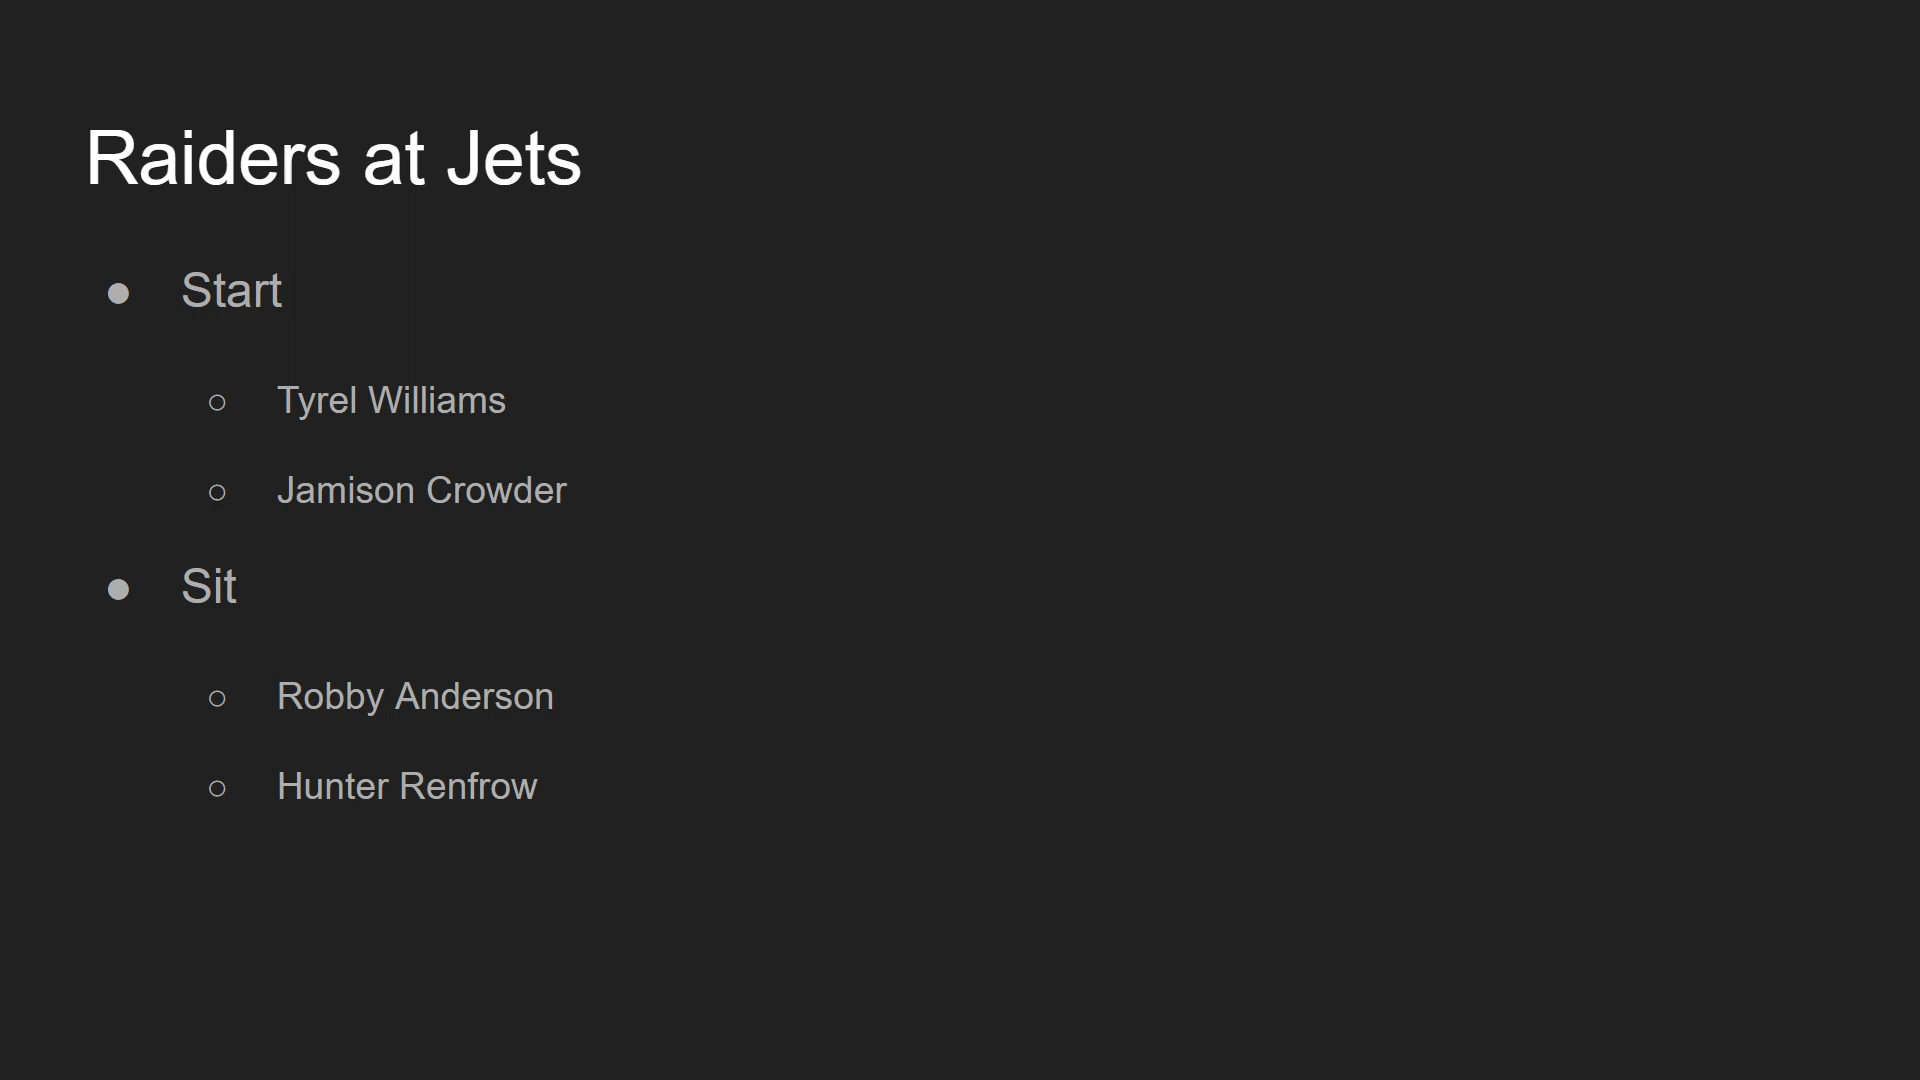 Raiders at Jets
● Start
○ Tyrel Williams
○ Jamison Crowder
● Sit
○ Robby Anderson
○ Hunter Renfrow